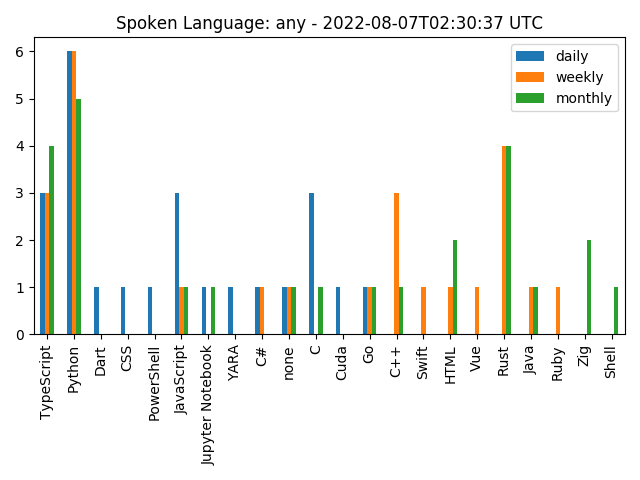 Spoken Language: any - 2022-08-07T02:30:37 UTC
daily
weekly
monthly
6
5
4
3
2
1
0
TypeScript
Python
Dart
CSS
PowerShell
JavaScript
Jupyter Notebook
YARA
C#
none
C
Cuda
Go
C++
Swift
HTML
Vue
Rust
Java
Ruby
Zig
Shell